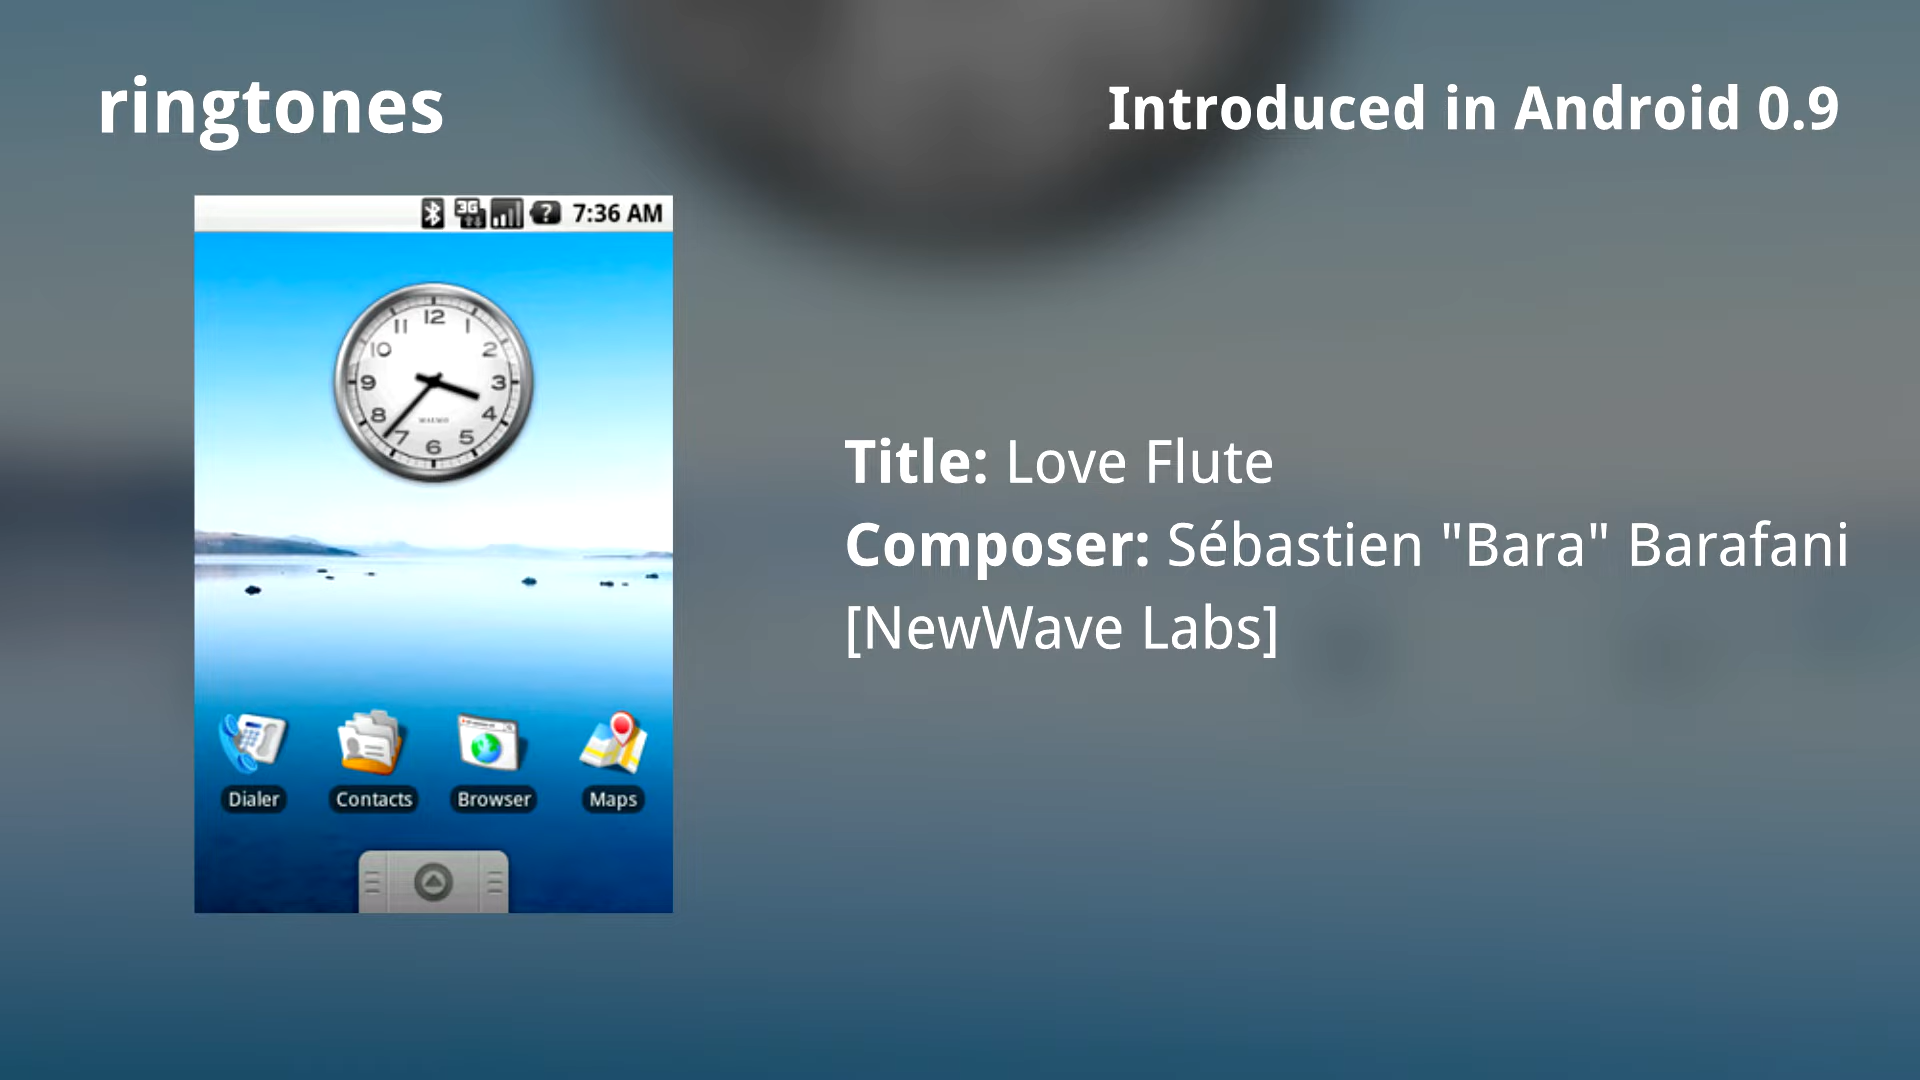 ringtones
Introduced in Android 0.9
3G
?
7:36 AM
12
11 1
10 2
9 3
8 4
7 5
6
Title: Love Flute
Composer: Sébastien "Bara" Barafani
[NewWave Labs]
Dialer Contacts Browser Maps